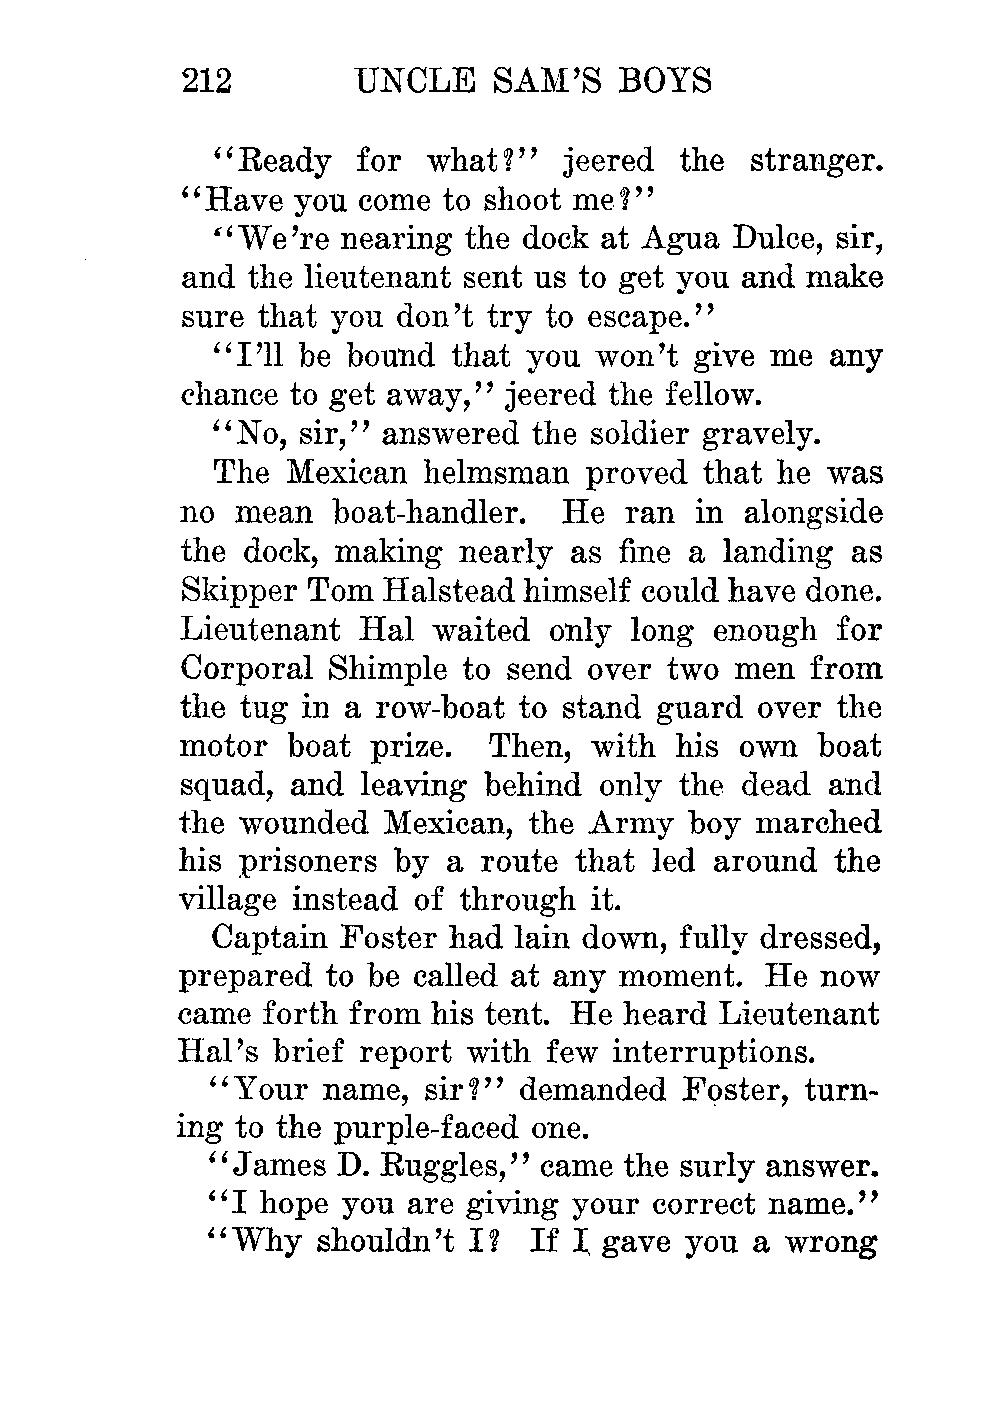 212 UNCLE SAM'S BOYS
"Ready for what?" jeered the stranger.
"Have you come to shoot me?"
"We're nearing the dock at Agua Dulce, sir,
and the lieutenant sent us to get you and make
sure that you don't try to escape."
"I'll be bound that you won't give me any
chance to get away," jeered the fellow.
"No, sir," answered the soldier gravely.
The Mexican helmsman proved that he was
no mean boat-handler. He ran in alongside
the dock, making nearly as fine a landing as
Skipper Tom Halstead himself could have done.
Lieutenant Hal waited only long enough for
Corporal Shimple to send over two men from
the tug in a row-boat to stand guard over the
motor boat prize. Then, with his own boat
squad, and leaving behind only the dead and
the wounded Mexican, the Army boy marched
his prisoners by a route that led around the
village instead of through it.
Captain Foster had lain down, fully dressed,
prepared to be called at any moment. He now
came forth from his tent. He heard Lieutenant
Hal's brief report with few interruptions.
"Your name, sir?" demanded Foster, turn-
ing to the purple-faced one.
"James D. Ruggles," came the surly answer.
"I hope you are giving your correct name."
"Why shouldn't I? If I gave you a wrong